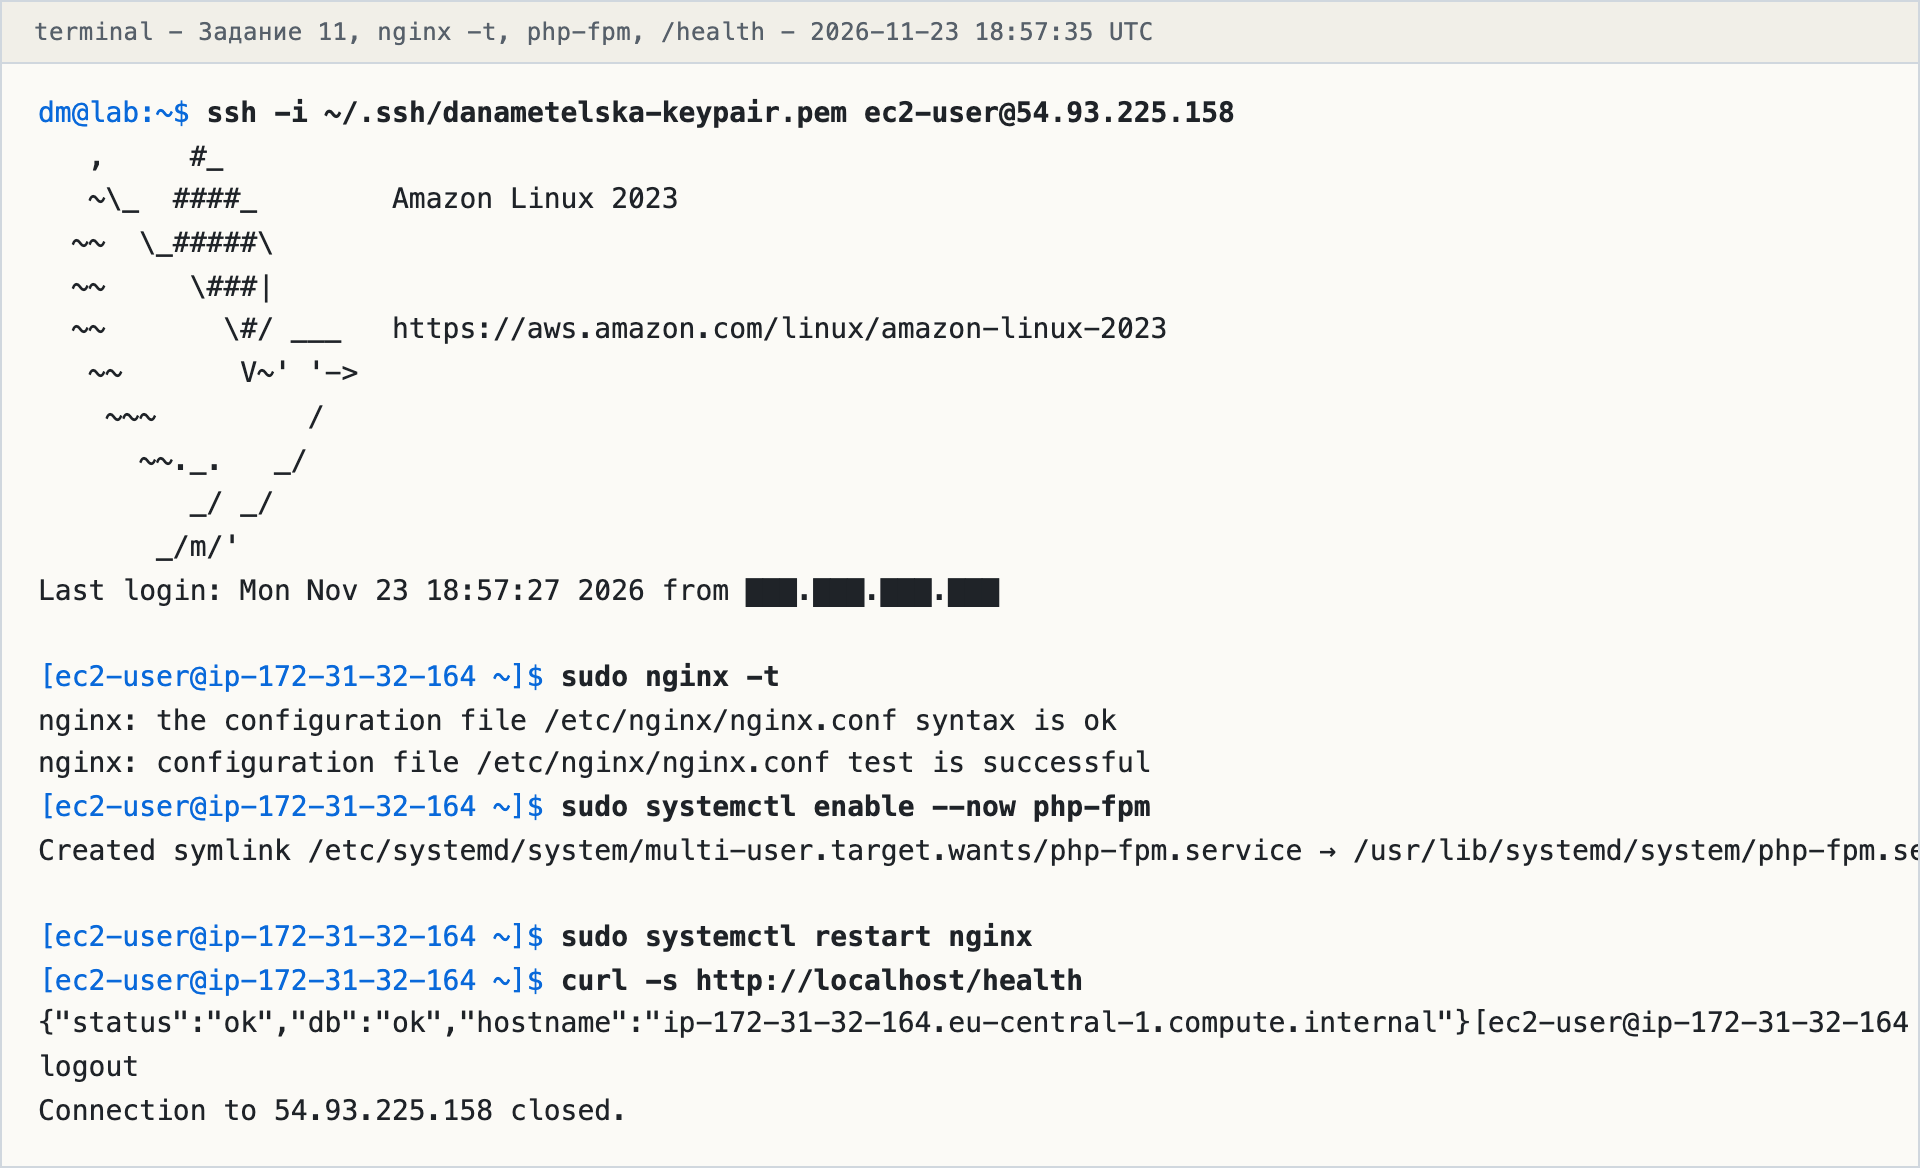 terminal — Задание 11, nginx -t, php-fpm, /health — 2026-11-23 18:57:35 UTC
dm@lab:~$ ssh -i ~/.ssh/danametelska-keypair.pem ec2-user@54.93.225.158
   ,     #_
   ~\_  ####_        Amazon Linux 2023
  ~~  \_#####\
  ~~     \###|
  ~~       \#/ ___   https://aws.amazon.com/linux/amazon-linux-2023
   ~~       V~' '->
    ~~~         /
      ~~._.   _/
         _/ _/
       _/m/'
Last login: Mon Nov 23 18:57:27 2026 from ███.███.███.███
[ec2-user@ip-172-31-32-164 ~]$ sudo nginx -t
nginx: the configuration file /etc/nginx/nginx.conf syntax is ok
nginx: configuration file /etc/nginx/nginx.conf test is successful
[ec2-user@ip-172-31-32-164 ~]$ sudo systemctl enable --now php-fpm
Created symlink /etc/systemd/system/multi-user.target.wants/php-fpm.service → /usr/lib/systemd/system/php-fpm.se
[ec2-user@ip-172-31-32-164 ~]$ sudo systemctl restart nginx
[ec2-user@ip-172-31-32-164 ~]$ curl -s http://localhost/health
{"status":"ok","db":"ok","hostname":"ip-172-31-32-164.eu-central-1.compute.internal"}[ec2-user@ip-172-31-32-164
logout
Connection to 54.93.225.158 closed.